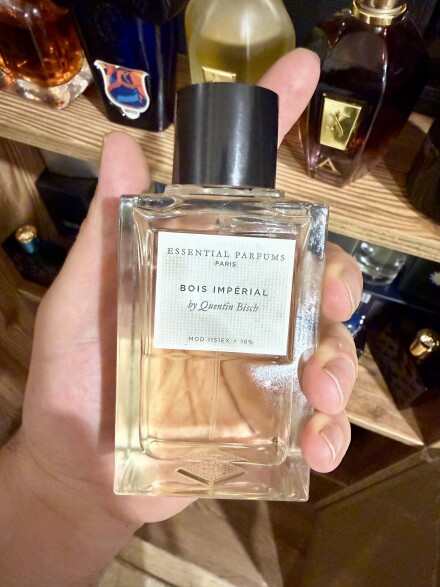 ESSENTIAL PARFUMS
PARIS
BOIS IMPÉRIAL
by Quentin Bisch